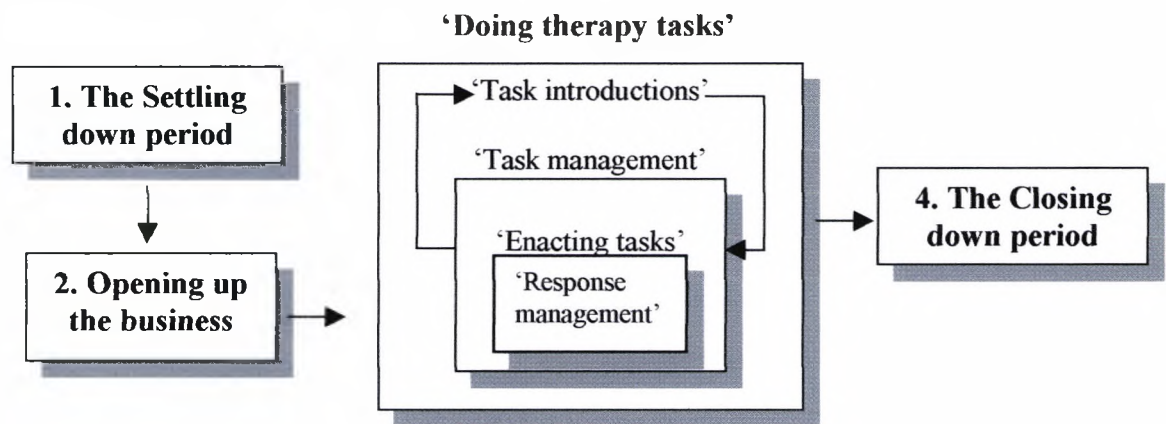 ‘Doing therapy tasks’
1. The Settling
down period
2. Opening up
the business
‘Task introductions’
‘Task management’
‘Enacting tasks’
‘Response
management’
4. The Closing
down period